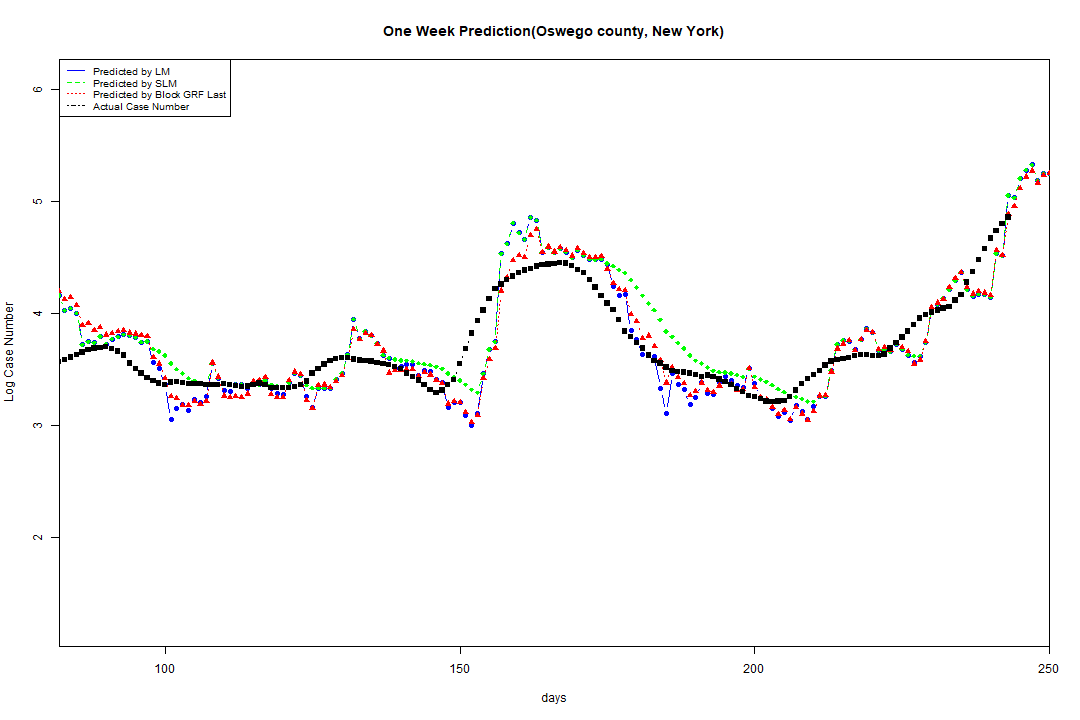 One Week Prediction(Oswego county, New York)
Predicted by LM
Predicted by SLM
Predicted by Block GRF Last
Actual Case Number
6
5
4
3
2
Log Case Number
100 150 200 250
days